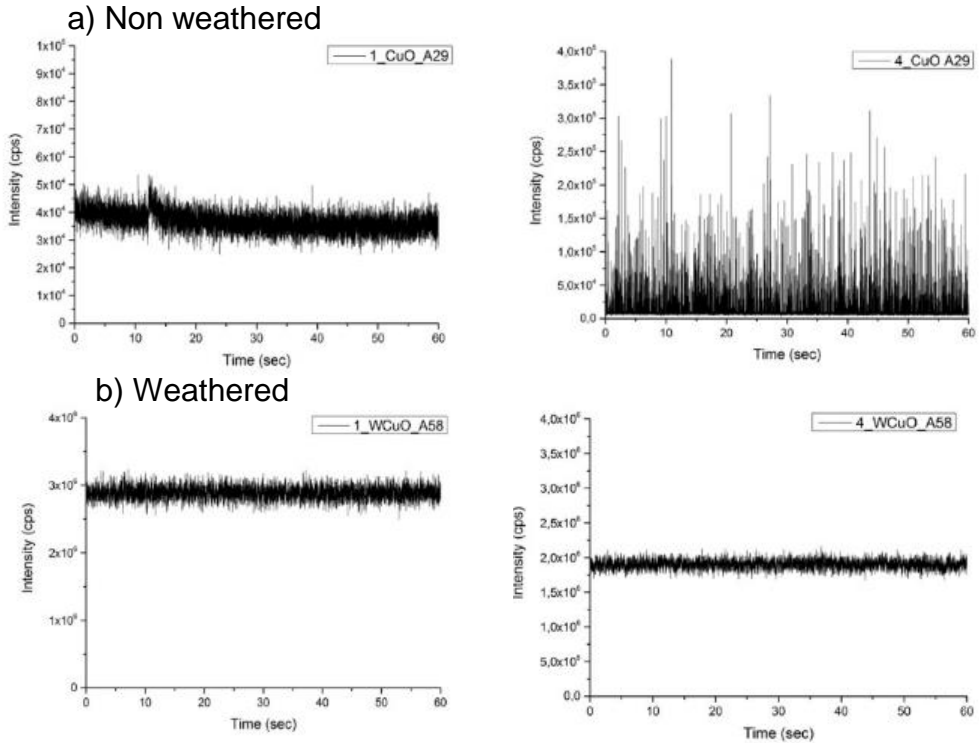 a) Non weathered
1_CuO_A29
1x10⁵
9x10⁴
8x10⁴
7x10⁴
6x10⁴
5x10⁴
4x10⁴
3x10⁴
2x10⁴
1x10⁴
0
Intensity (cps)
0 10 20 30 40 50 60
Time (sec)
4_CuO A29
4,0x10⁵
3,5x10⁵
3,0x10⁵
2,5x10⁵
2,0x10⁵
1,5x10⁵
1,0x10⁵
5,0x10⁴
0,0
Intensity (cps)
0 10 20 30 40 50 60
Time (sec)
b) Weathered
1_WCuO_A58
4x10⁶
3x10⁶
2x10⁶
1x10⁶
0
Intensity (cps)
0 10 20 30 40 50 60
Time (sec)
4_WCuO_A58
4,0x10⁶
3,5x10⁶
3,0x10⁶
2,5x10⁶
2,0x10⁶
1,5x10⁶
1,0x10⁶
5,0x10⁵
0,0
Intensity (cps)
0 10 20 30 40 50 60
Time (sec)